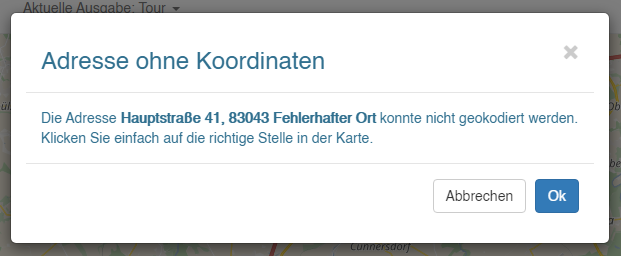 Aktuelle Ausgabe: Tour
Adresse ohne Koordinaten
×
Die Adresse Hauptstraße 41, 83043 Fehlerhafter Ort konnte nicht geokodiert werden.
Klicken Sie einfach auf die richtige Stelle in der Karte.
Abbrechen Ok
Cunnersdorf